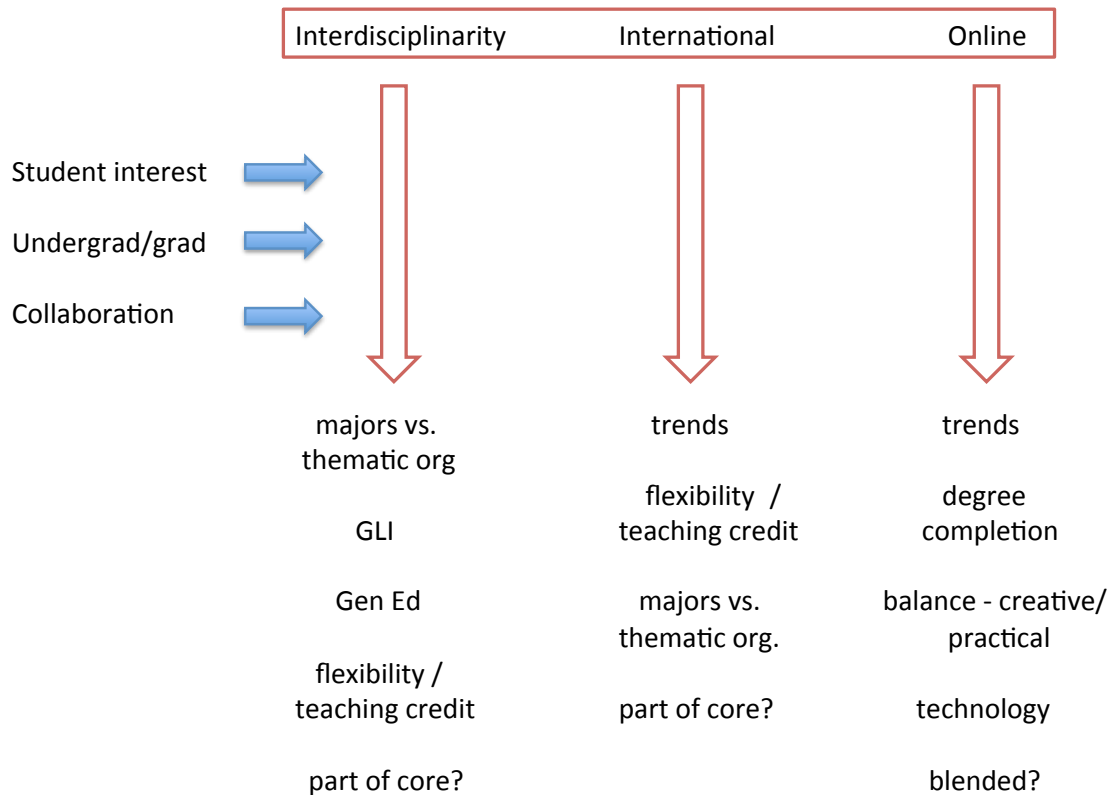 Interdisciplinarity International Online
Student interest
Undergrad/grad
Collaboration
majors vs.
thematic org
GLI
Gen Ed
flexibility /
teaching credit
part of core?
trends
flexibility /
teaching credit
majors vs.
thematic org.
part of core?
trends
degree
completion
balance - creative/
practical
technology
blended?